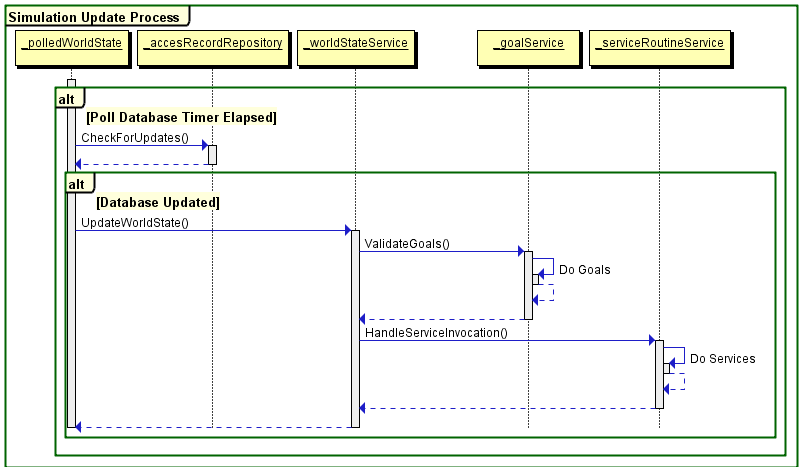 Simulation Update Process
_polledWorldState
_accesRecordRepository
_worldStateService
_goalService
_serviceRoutineService
alt
[Poll Database Timer Elapsed]
CheckForUpdates()
alt
[Database Updated]
UpdateWorldState()
ValidateGoals()
Do Goals
HandleServiceInvocation()
Do Services